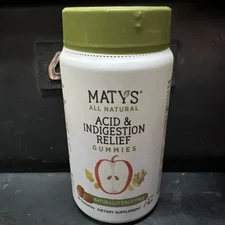 MATY'S®
ALL NATURAL
ACID &
INDIGESTION
RELIEF
GUMMIES
DIETARY SUPPLEMENT